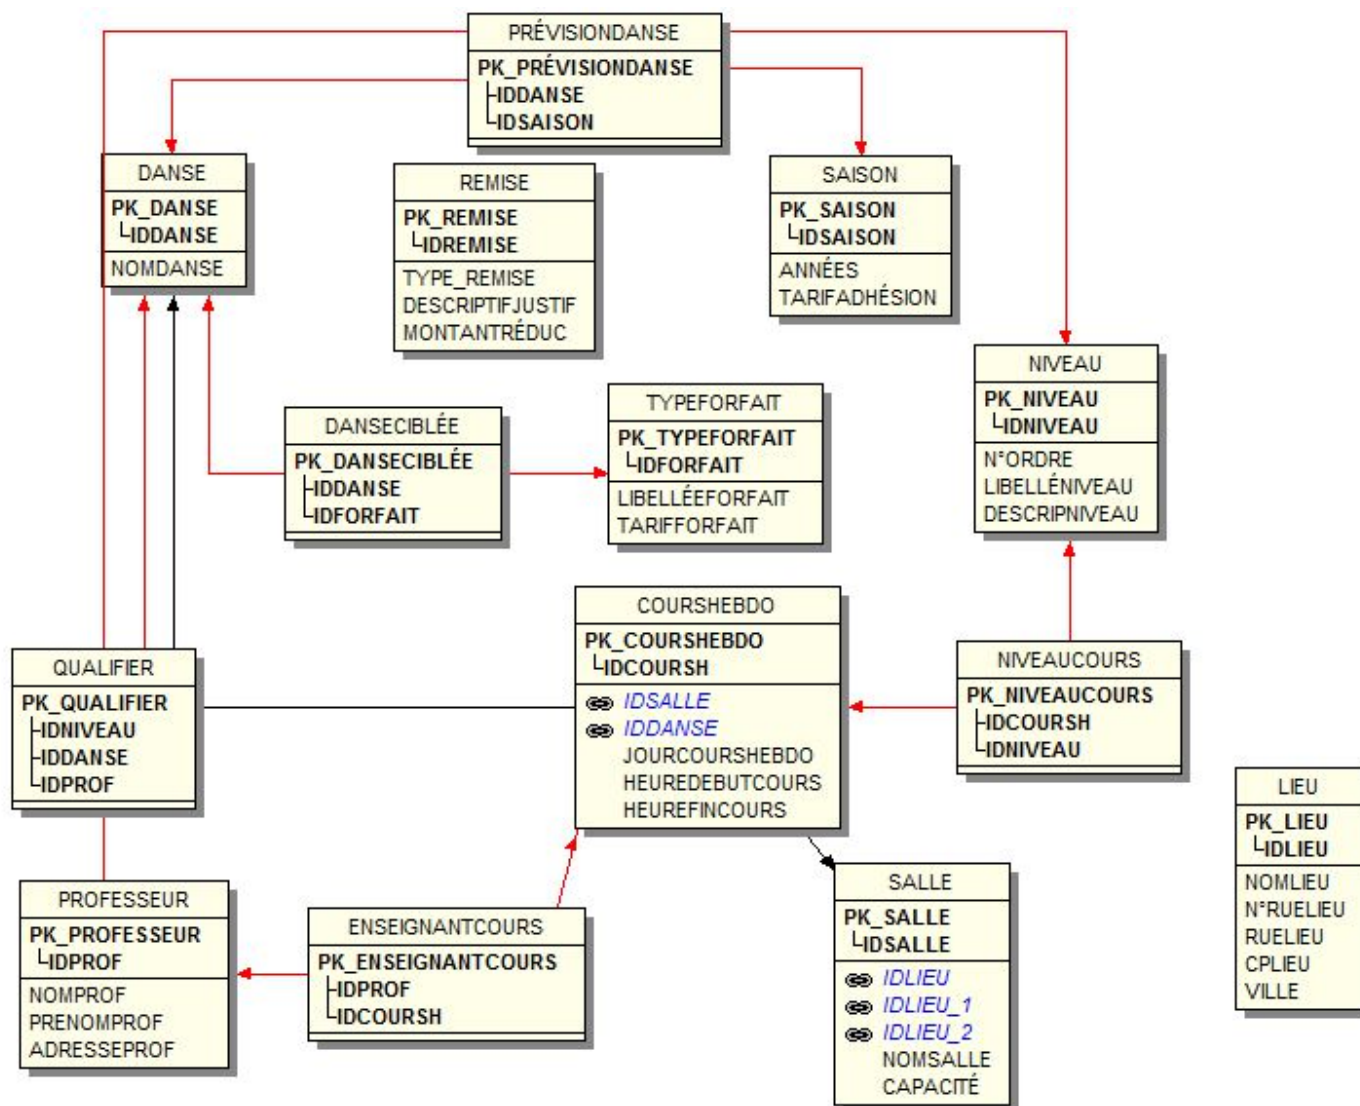 PRÉVISIONDANSE
PK_PRÉVISIONDANSE
IDDANSE
IDSAISON
DANSE
PK_DANSE
IDDANSE
NOMDANSE
REMISE
PK_REMISE
IDREMISE
TYPE_REMISE
DESCRIPTIFJUSTIF
MONTANTRÉDUC
SAISON
PK_SAISON
IDSAISON
ANNÉES
TARIFADHÉSION
NIVEAU
PK_NIVEAU
IDNIVEAU
N°ORDRE
LIBELLÉNIVEAU
DESCRIPNIVEAU
DANSECIBLÉE
PK_DANSECIBLÉE
IDDANSE
IDFORFAIT
TYPEFORFAIT
PK_TYPEFORFAIT
IDFORFAIT
LIBELLÉEFORFAIT
TARIFFORFAIT
QUALIFIER
PK_QUALIFIER
IDNIVEAU
IDDANSE
IDPROF
COURSHEBDO
PK_COURSHEBDO
IDCOURSH
IDSALLE
IDDANSE
JOURCOURSHEBDO
HEUREDEBUTCOURS
HEUREFINCOURS
NIVEAUCOURS
PK_NIVEAUCOURS
IDCOURSH
IDNIVEAU
LIEU
PK_LIEU
IDLIEU
NOMLIEU
N°RUELIEU
RUELIEU
CPLIEU
VILLE
PROFESSEUR
PK_PROFESSEUR
IDPROF
NOMPROF
PRENOMPROF
ADRESSEPROF
ENSEIGNANTCOURS
PK_ENSEIGNANTCOURS
IDPROF
IDCOURSH
SALLE
PK_SALLE
IDSALLE
IDLIEU
IDLIEU_1
IDLIEU_2
NOMSALLE
CAPACITÉ